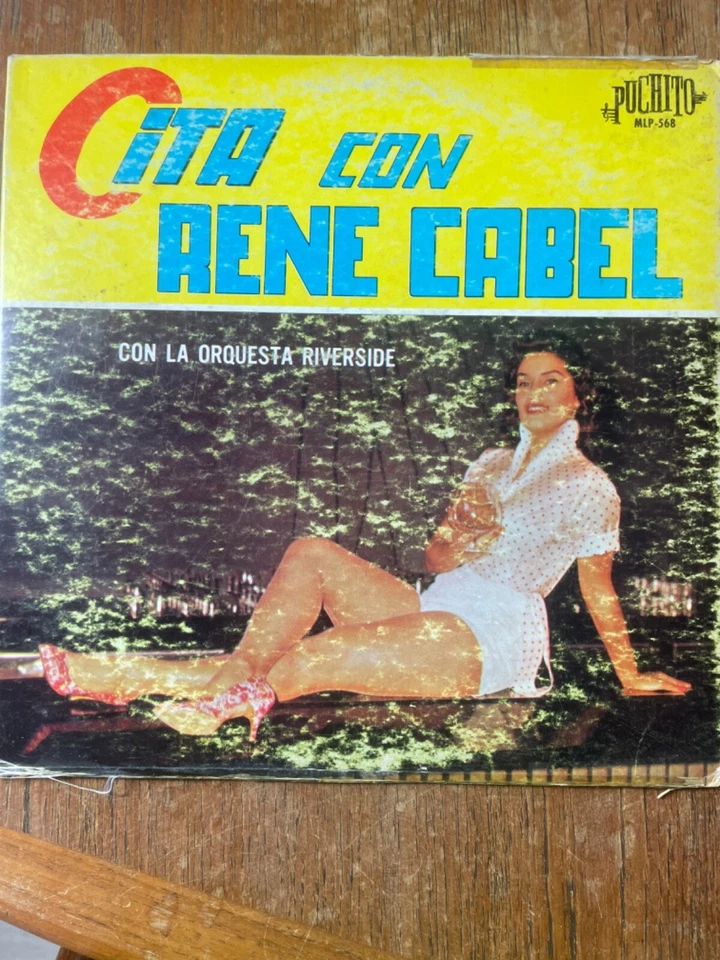 CiTA CON
RENE CABEL
PUCHITO
MLP-568
CON LA ORQUESTA RIVERSIDE